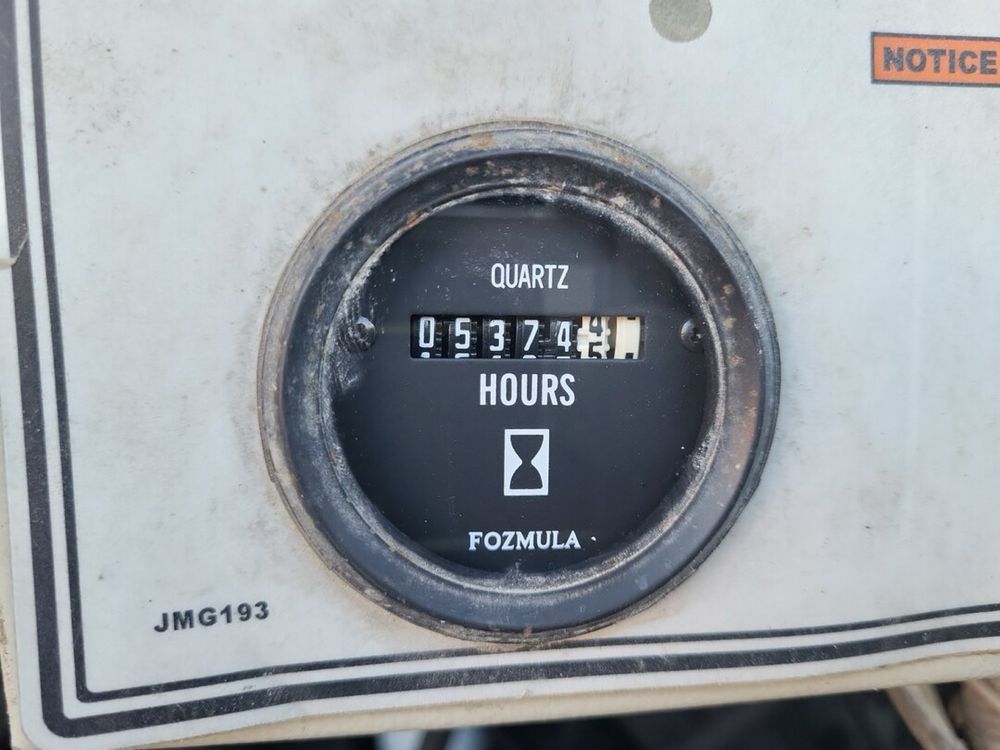 NOTICE
QUARTZ
05374
HOURS
FOZMULA
JMG193